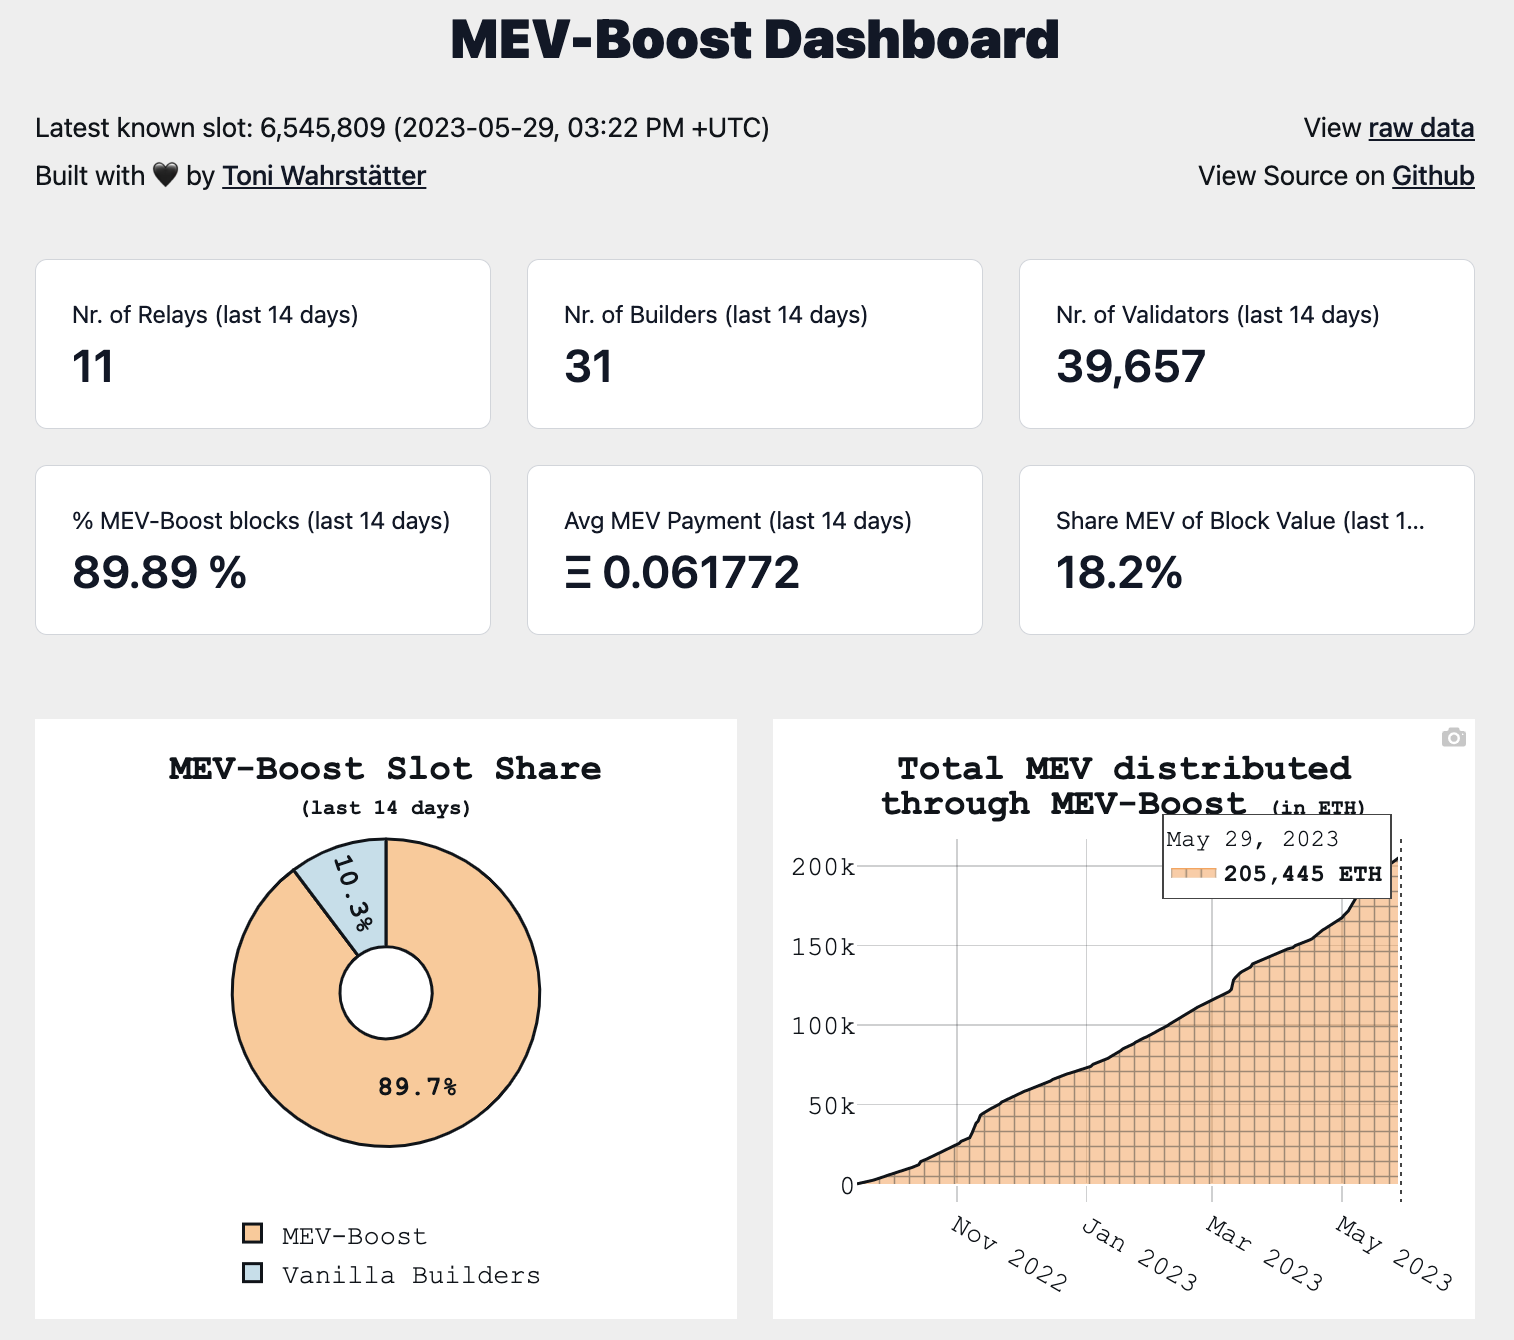 MEV-Boost Dashboard
Latest known slot: 6,545,809 (2023-05-29, 03:22 PM +UTC)
View raw data
Built with 🖤 by Toni Wahrstätter
View Source on Github
Nr. of Relays (last 14 days)
11
Nr. of Builders (last 14 days)
31
Nr. of Validators (last 14 days)
39,657
% MEV-Boost blocks (last 14 days)
89.89 %
Avg MEV Payment (last 14 days)
Ξ 0.061772
Share MEV of Block Value (last 1...
18.2%
MEV-Boost Slot Share
(last 14 days)
10.3%
89.7%
MEV-Boost
Vanilla Builders
Total MEV distributed
through MEV-Boost (in ETH)
May 29, 2023
205,445 ETH
200k
150k
100k
50k
0
Nov 2022
Jan 2023
Mar 2023
May 2023